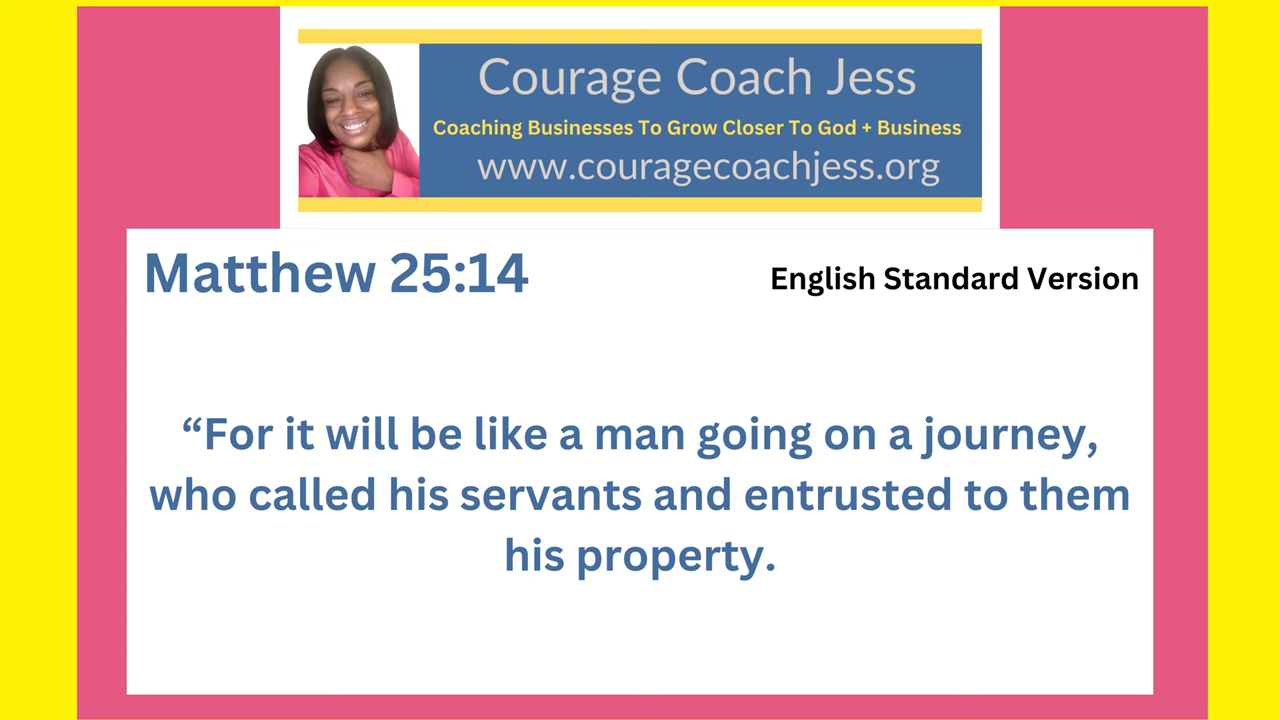 Courage Coach Jess
Coaching Businesses To Grow Closer To God + Business
www.couragecoachjess.org
Matthew 25:14
English Standard Version
“For it will be like a man going on a journey,
who called his servants and entrusted to them
his property.